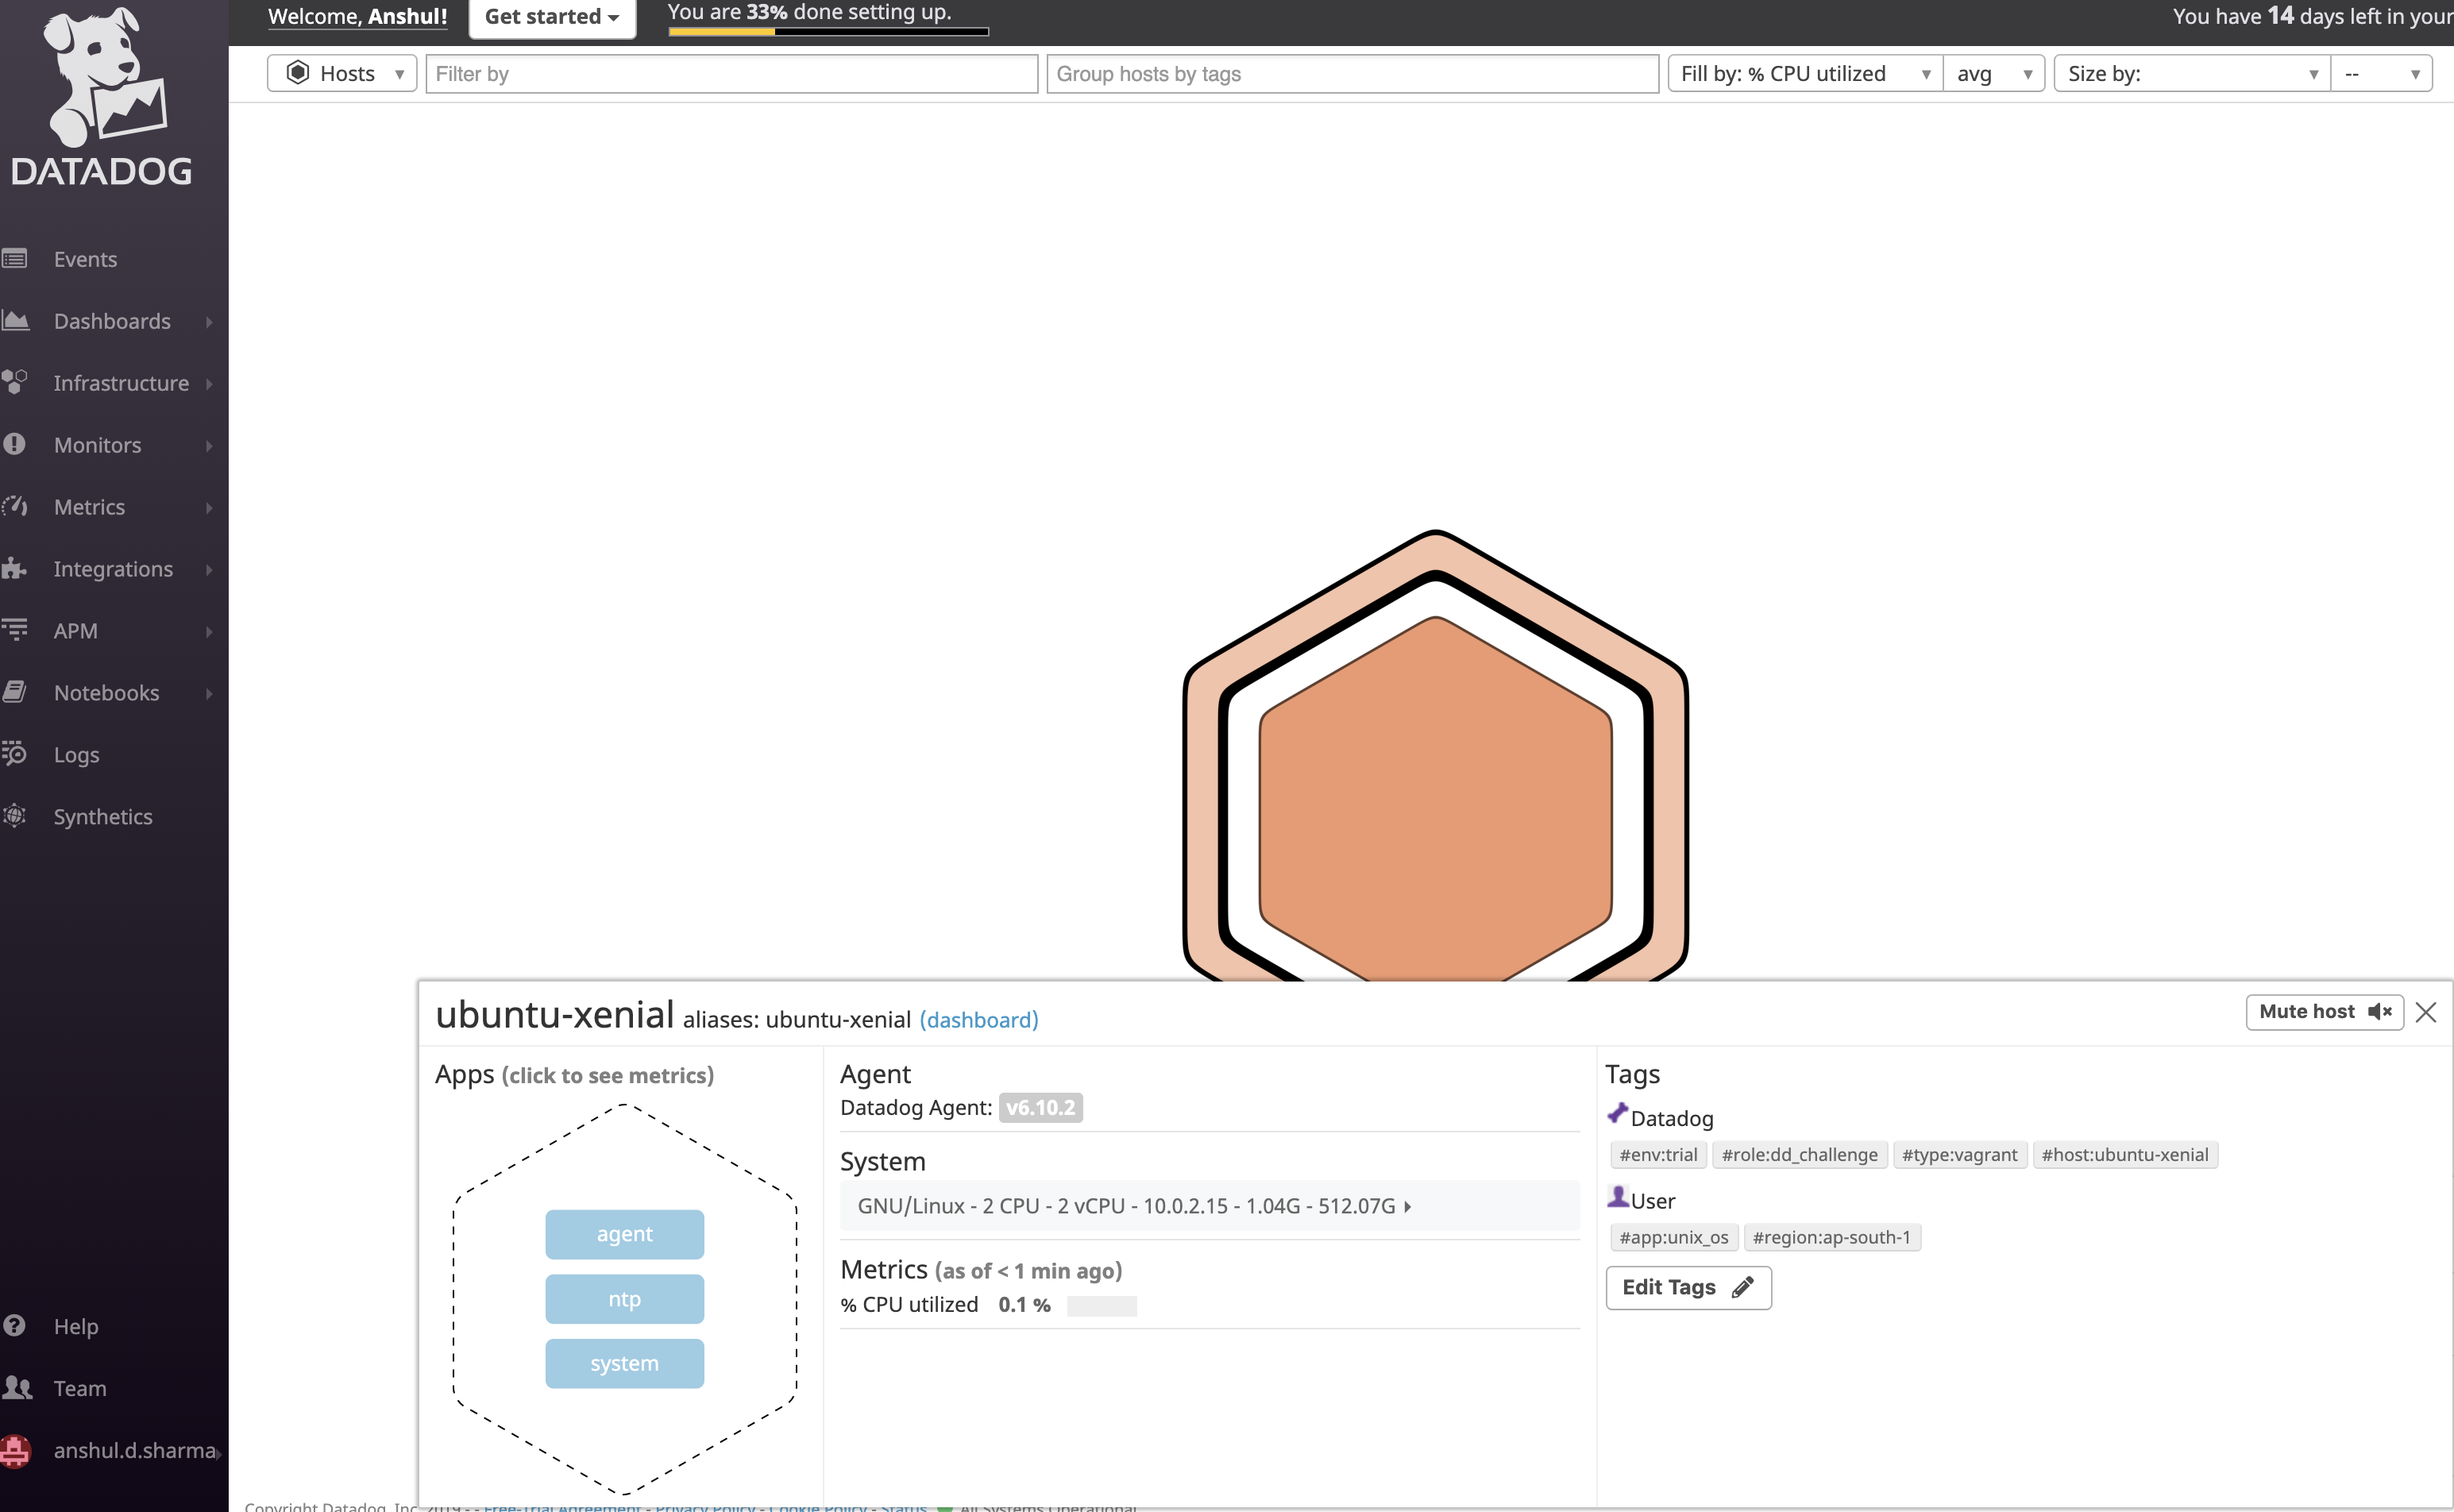 DATADOG
Events
Dashboards
Infrastructure
Monitors
Metrics
Integrations
APM
Notebooks
Logs
Synthetics
Help
Team
anshul.d.sharma
Welcome, Anshul! Get started You are 33% done setting up. You have 14 days left in your
Hosts Filter by Group hosts by tags Fill by: % CPU utilized avg Size by: --
ubuntu-xenial aliases: ubuntu-xenial (dashboard) Mute host
Apps (click to see metrics)
agent
ntp
system
Agent
Datadog Agent: v6.10.2
System
GNU/Linux - 2 CPU - 2 vCPU - 10.0.2.15 - 1.04G - 512.07G
Metrics (as of < 1 min ago)
% CPU utilized 0.1 %
Tags
Datadog
#env:trial #role:dd_challenge #type:vagrant #host:ubuntu-xenial
User
#app:unix_os #region:ap-south-1
Edit Tags
Copyright Datadog, Inc. 2019 - - Free-Trial Agreement - Privacy Policy - Cookie Policy - Status All Systems Operational